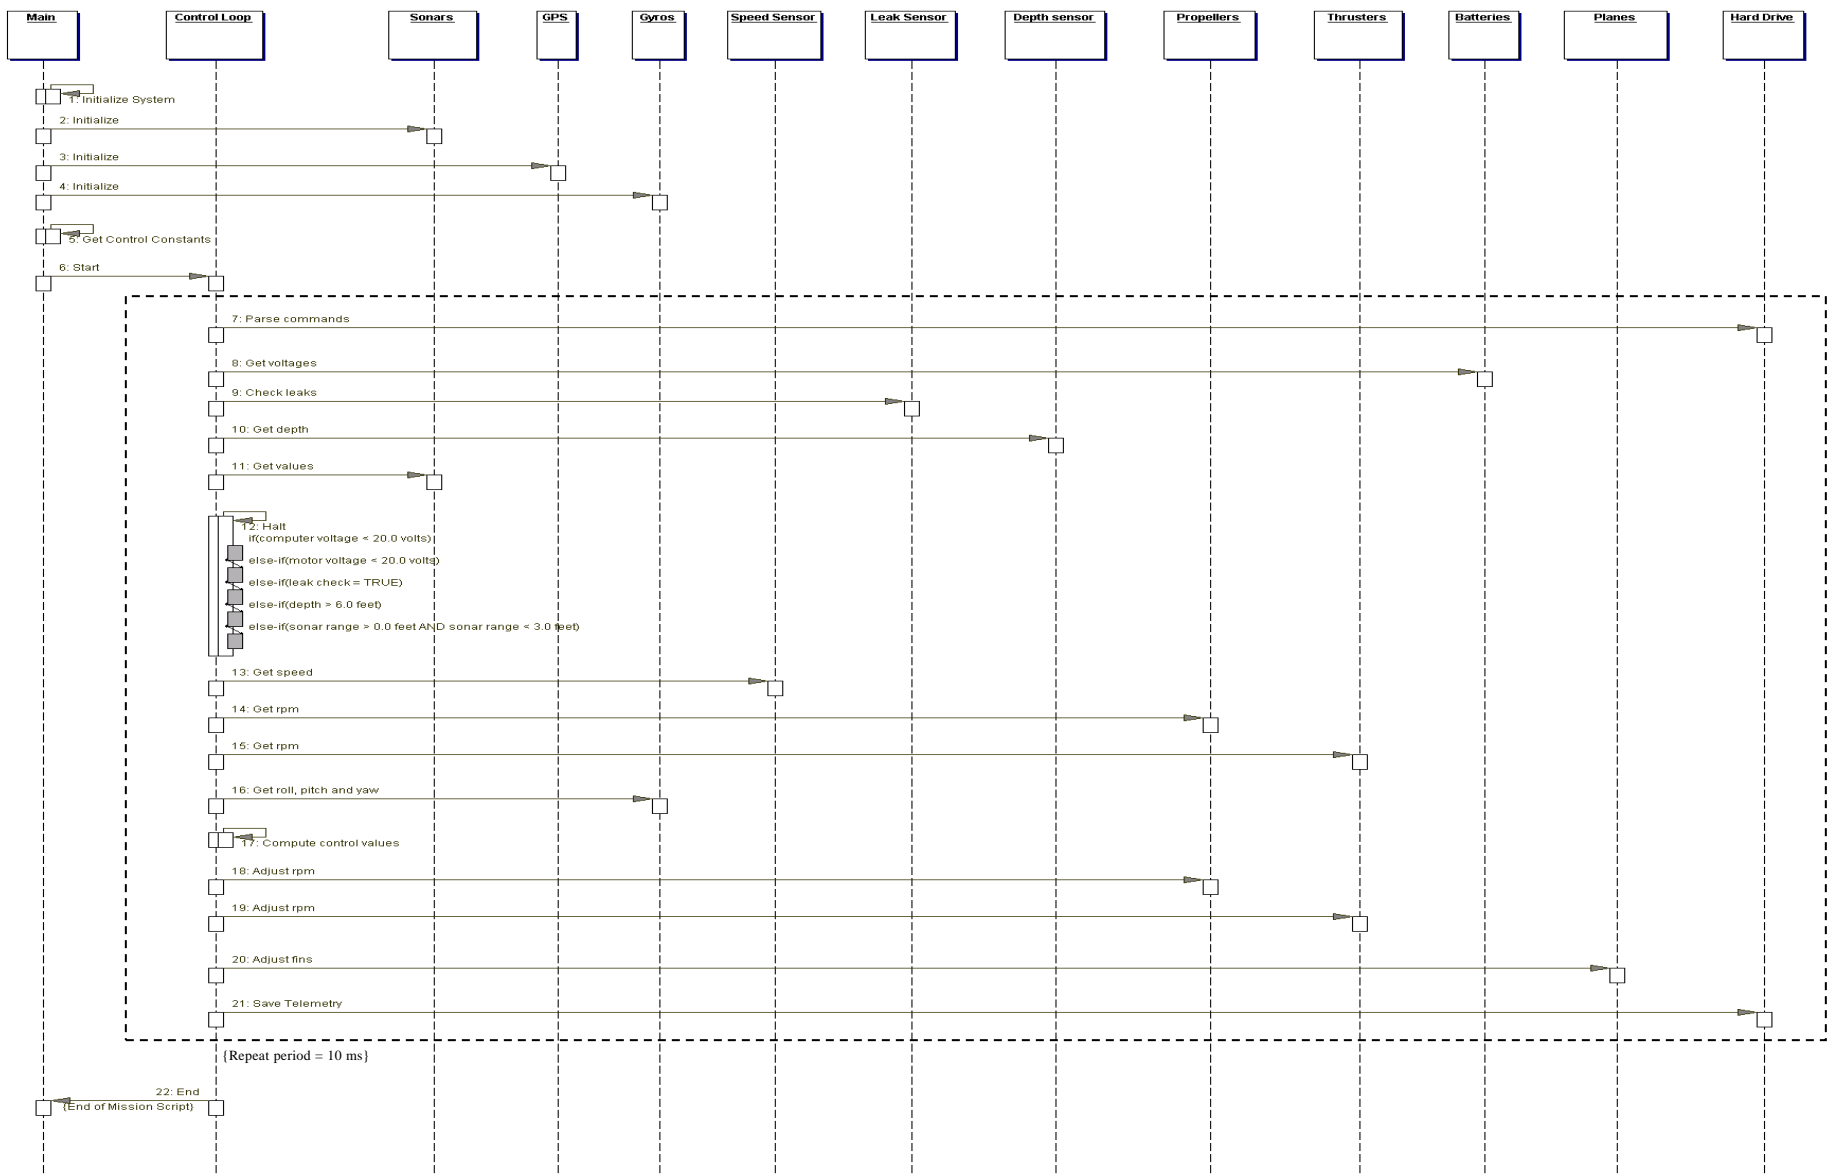 Main Control Loop Sonars GPS Gyros Speed Sensor Leak Sensor Depth sensor Propellers Thrusters Batteries Planes Hard Drive
1: Initialize System
2: Initialize
3: Initialize
4: Initialize
5: Get Control Constants
6: Start
7: Parse commands
8: Get voltages
9: Check leaks
10: Get depth
11: Get values
12: Halt
if(computer voltage < 20.0 volts)
else-if(motor voltage < 20.0 volts)
else-if(leak check = TRUE)
else-if(depth > 6.0 feet)
else-if(sonar range > 0.0 feet AND sonar range < 3.0 feet)
13: Get speed
14: Get rpm
15: Get rpm
16: Get roll, pitch and yaw
17: Compute control values
18: Adjust rpm
19: Adjust rpm
20: Adjust fins
21: Save Telemetry
{Repeat period = 10 ms}
22: End
{End of Mission Script}